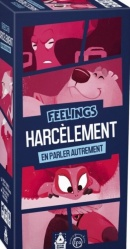 FEELINGS
HARCÈLEMENT
EN PARLER AUTREMENT